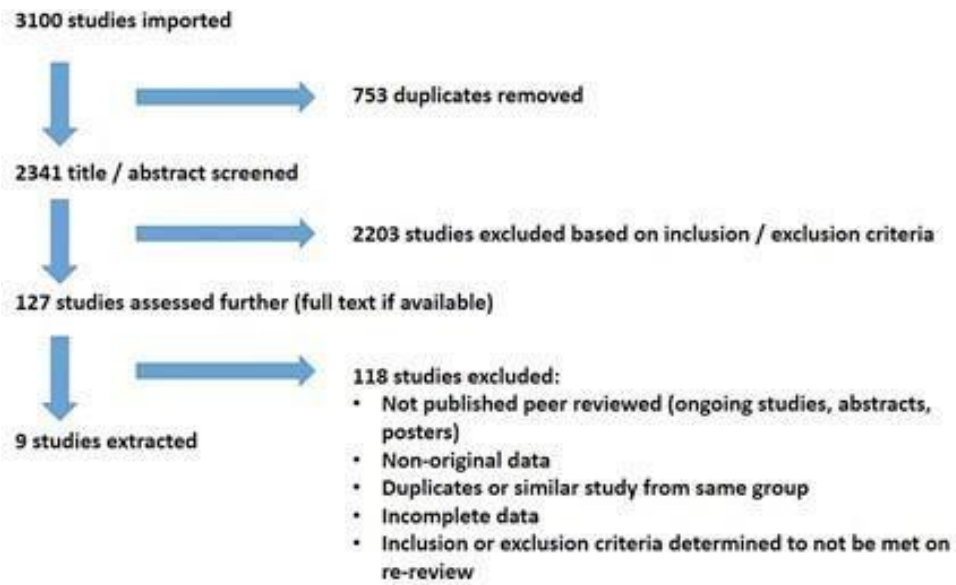 3100 studies imported
753 duplicates removed
2341 title / abstract screened
2203 studies excluded based on inclusion / exclusion criteria
127 studies assessed further (full text if available)
118 studies excluded:
• Not published peer reviewed (ongoing studies, abstracts,
posters)
9 studies extracted
• Non-original data
• Duplicates or similar study from same group
• Incomplete data
• Inclusion or exclusion criteria determined to not be met on
re-review